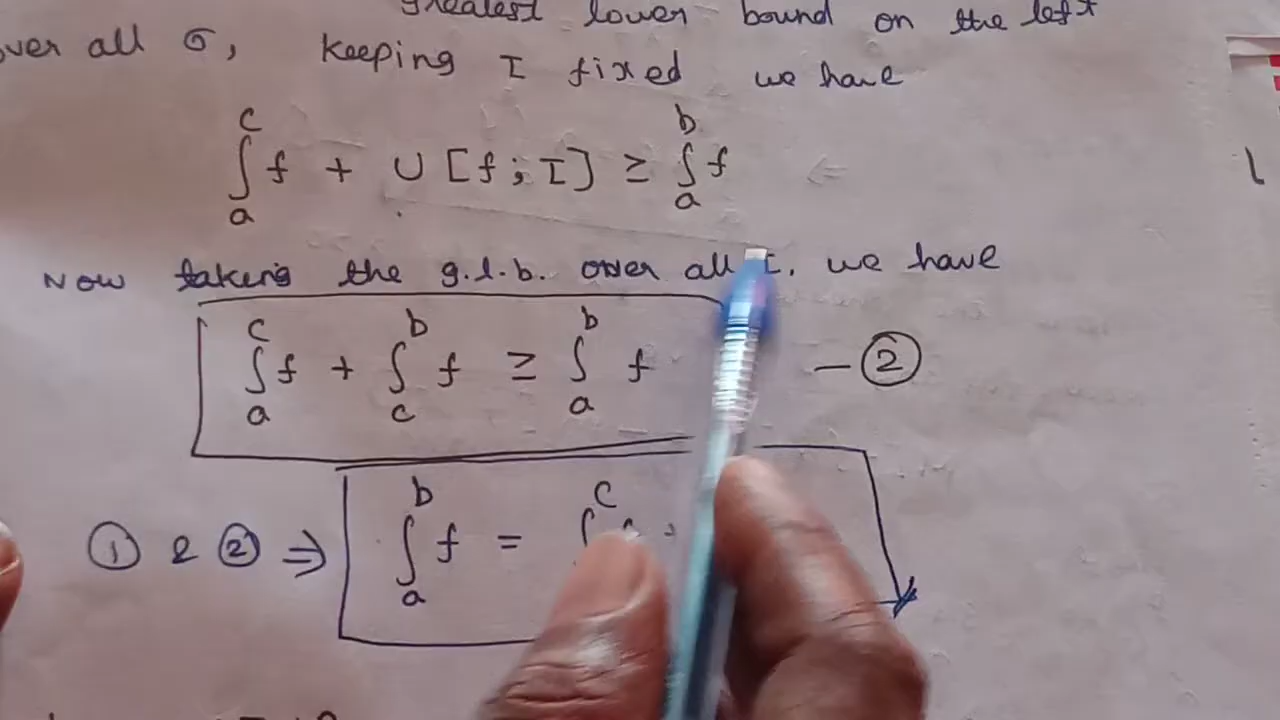 greatest lower bound on the left
over all σ, keeping I fixed we have
∫_a^c f + U [f; I] ≥ ∫_a^b f
Now taking the g.l.b. over all I. we have
∫_a^c f + ∫_c^b f ≥ ∫_a^b f — ②
① & ② ⇒ ∫_a^b f = ∫^c f +